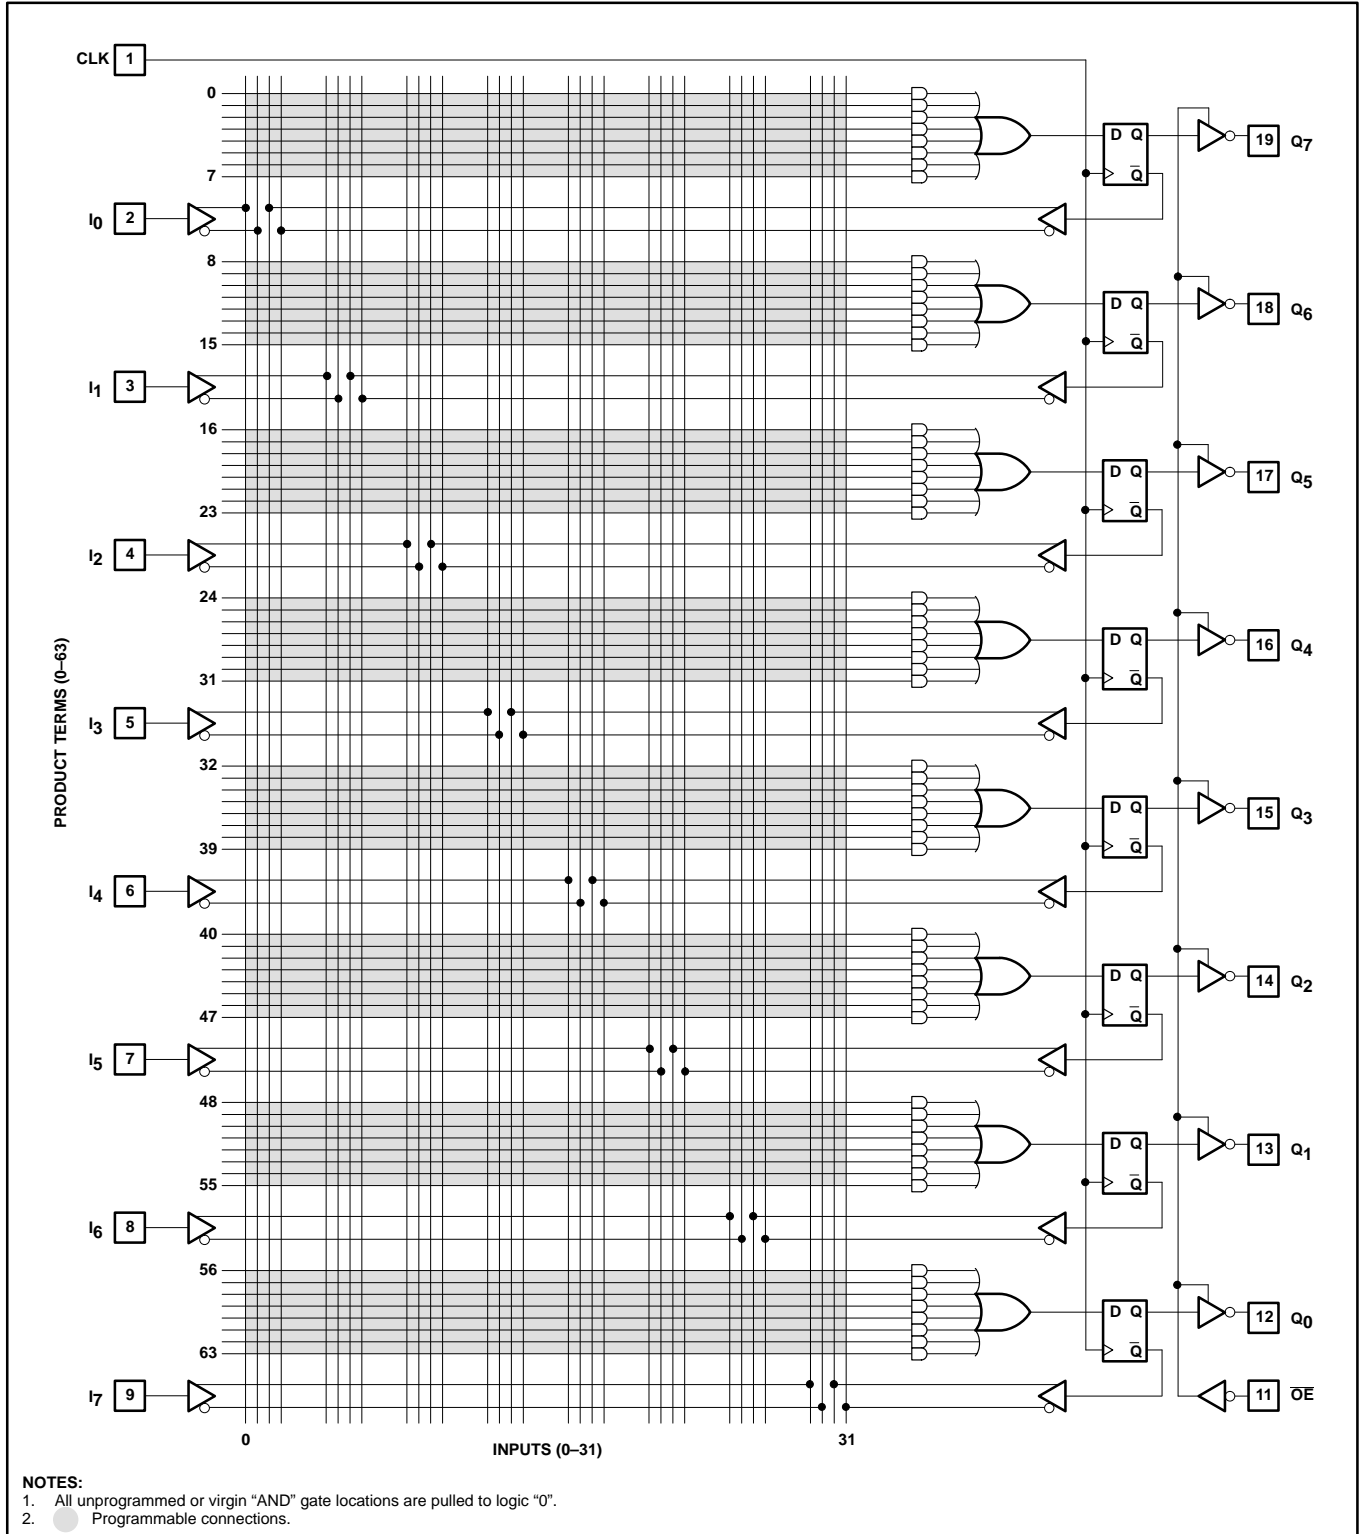 CLK 1
0
D Q
19 Q7
7
Q̅
I0 2
8
D Q
18 Q6
15
Q̅
I1 3
16
D Q
17 Q5
23
Q̅
I2 4
24
D Q
16 Q4
31
Q̅
I3 5
PRODUCT TERMS (0–63)
32
D Q
15 Q3
39
Q̅
I4 6
40
D Q
14 Q2
47
Q̅
I5 7
48
D Q
13 Q1
55
Q̅
I6 8
56
D Q
12 Q0
63
Q̅
I7 9
11 O̅E̅
0
INPUTS (0–31)
31
NOTES:
1. All unprogrammed or virgin “AND” gate locations are pulled to logic “0”.
2. Programmable connections.